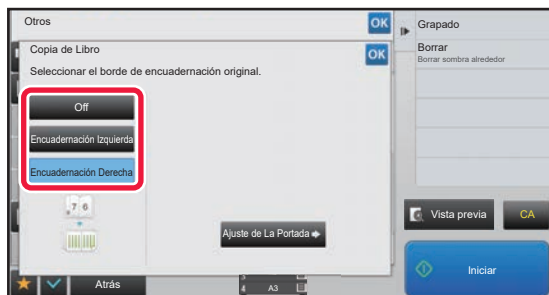 Otros
OK
Grapado
Copia de Libro
OK
Borrar
Borrar sombra alrededor
Seleccionar el borde de encuadernación original.
Off
Encuadernación Izquierda
Encuadernación Derecha
7 6
Ajuste de La Portada
Vista previa
CA
Atrás
4 A3
Iniciar